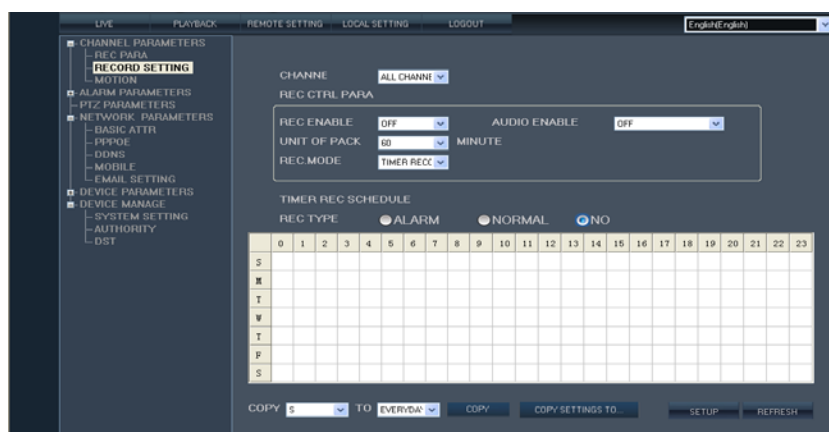 LIVE PLAYBACK REMOTE SETTING LOCAL SETTING LOGOUT English(English)
CHANNEL PARAMETERS
REC PARA
RECORD SETTING
MOTION
ALARM PARAMETERS
PTZ PARAMETERS
NETWORK PARAMETERS
BASIC ATTR
PPPOE
DDNS
MOBILE
EMAIL SETTING
DEVICE PARAMETERS
DEVICE MANAGE
SYSTEM SETTING
AUTHORITY
DST
CHANNE ALL CHANNE
REC CTRL PARA
REC ENABLE OFF AUDIO ENABLE OFF
UNIT OF PACK 60 MINUTE
REC.MODE TIMER RECC
TIMER REC SCHEDULE
REC TYPE ALARM NORMAL NO
0 1 2 3 4 5 6 7 8 9 10 11 12 13 14 15 16 17 18 19 20 21 22 23
S
M
T
W
T
F
S
COPY S TO EVERYDAY COPY COPY SETTINGS TO... SETUP REFRESH